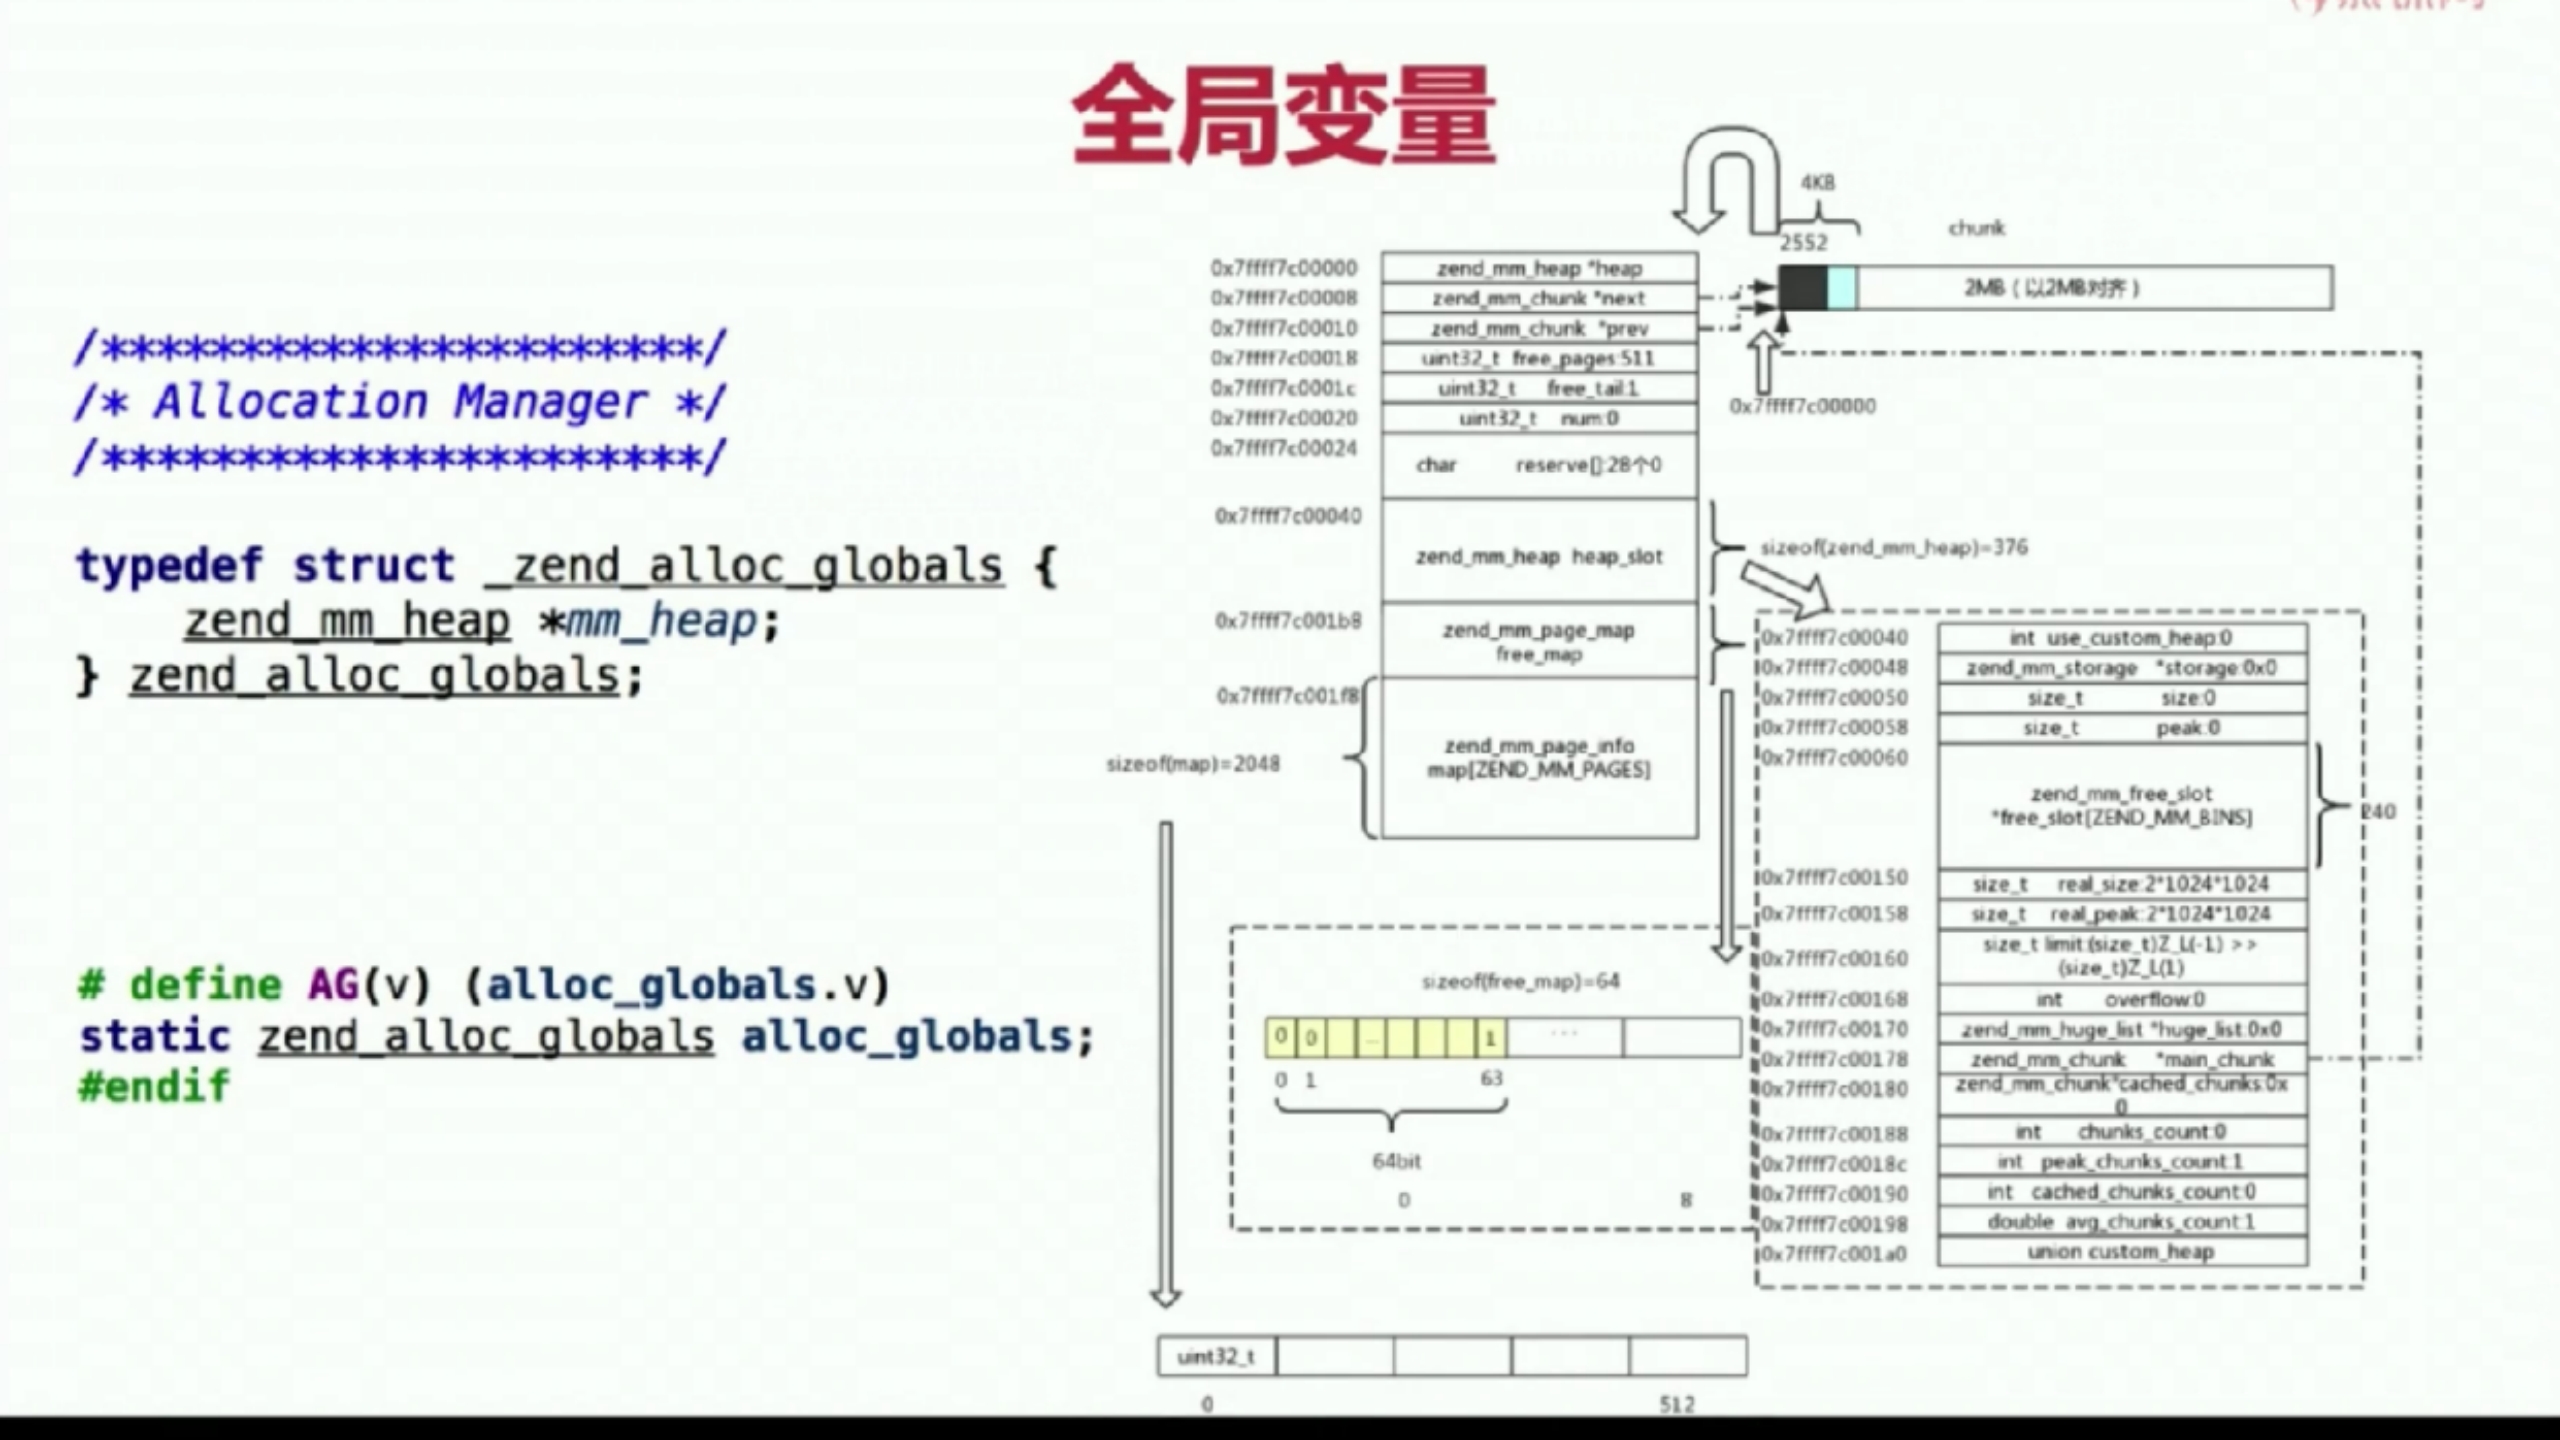 全局变量
/**********************/
/* Allocation Manager */
/**********************/
typedef struct _zend_alloc_globals {
zend_mm_heap *mm_heap;
} zend_alloc_globals;
# define AG(v) (alloc_globals.v)
static zend_alloc_globals alloc_globals;
#endif
4KB
2552
chunk
2MB（以2MB对齐）
0x7ffff7c00000
0x7ffff7c00000 zend_mm_heap *heap
0x7ffff7c00008 zend_mm_chunk *next
0x7ffff7c00010 zend_mm_chunk *prev
0x7ffff7c00018 uint32_t free_pages:511
0x7ffff7c0001c uint32_t free_tail:1
0x7ffff7c00020 uint32_t num:0
0x7ffff7c00024 char reserve[]:28个0
0x7ffff7c00040 zend_mm_heap heap_slot
sizeof(zend_mm_heap)=376
0x7ffff7c001b8 zend_mm_page_map
free_map
0x7ffff7c001f8 zend_mm_page_info
map[ZEND_MM_PAGES]
sizeof(map)=2048
0x7ffff7c00040 int use_custom_heap:0
0x7ffff7c00048 zend_mm_storage *storage:0x0
0x7ffff7c00050 size_t size:0
0x7ffff7c00058 size_t peak:0
0x7ffff7c00060 zend_mm_free_slot
*free_slot[ZEND_MM_BINS]
240
0x7ffff7c00150 size_t real_size:2*1024*1024
0x7ffff7c00158 size_t real_peak:2*1024*1024
0x7ffff7c00160 size_t limit:(size_t)Z_L(-1) >>
(size_t)Z_L(1)
0x7ffff7c00168 int overflow:0
0x7ffff7c00170 zend_mm_huge_list *huge_list:0x0
0x7ffff7c00178 zend_mm_chunk *main_chunk
0x7ffff7c00180 zend_mm_chunk*cached_chunks:0x
0
0x7ffff7c00188 int chunks_count:0
0x7ffff7c0018c int peak_chunks_count:1
0x7ffff7c00190 int cached_chunks_count:0
0x7ffff7c00198 double avg_chunks_count:1
0x7ffff7c001a0 union custom_heap
sizeof(free_map)=64
0 0 ... 1 ...
0 1 63
64bit
0 8
uint32_t
0 512